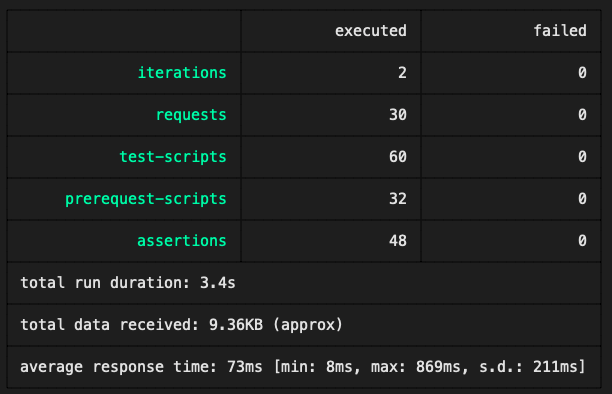 executed failed
iterations 2 0
requests 30 0
test-scripts 60 0
prerequest-scripts 32 0
assertions 48 0
total run duration: 3.4s
total data received: 9.36KB (approx)
average response time: 73ms [min: 8ms, max: 869ms, s.d.: 211ms]